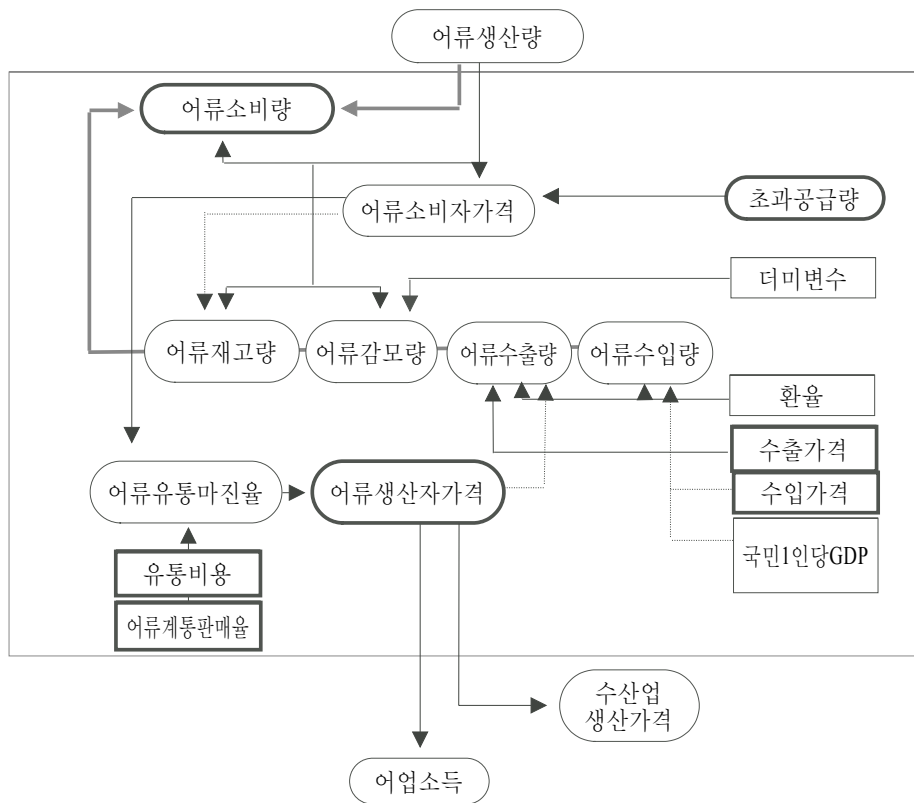 어류생산량
어류소비량
어류소비자가격
초과공급량
더미변수
어류재고량
어류감모량
어류수출량
어류수입량
환율
수출가격
어류유통마진율
어류생산자가격
수입가격
국민1인당GDP
유통비용
어류계통판매율
수산업
생산가격
어업소득